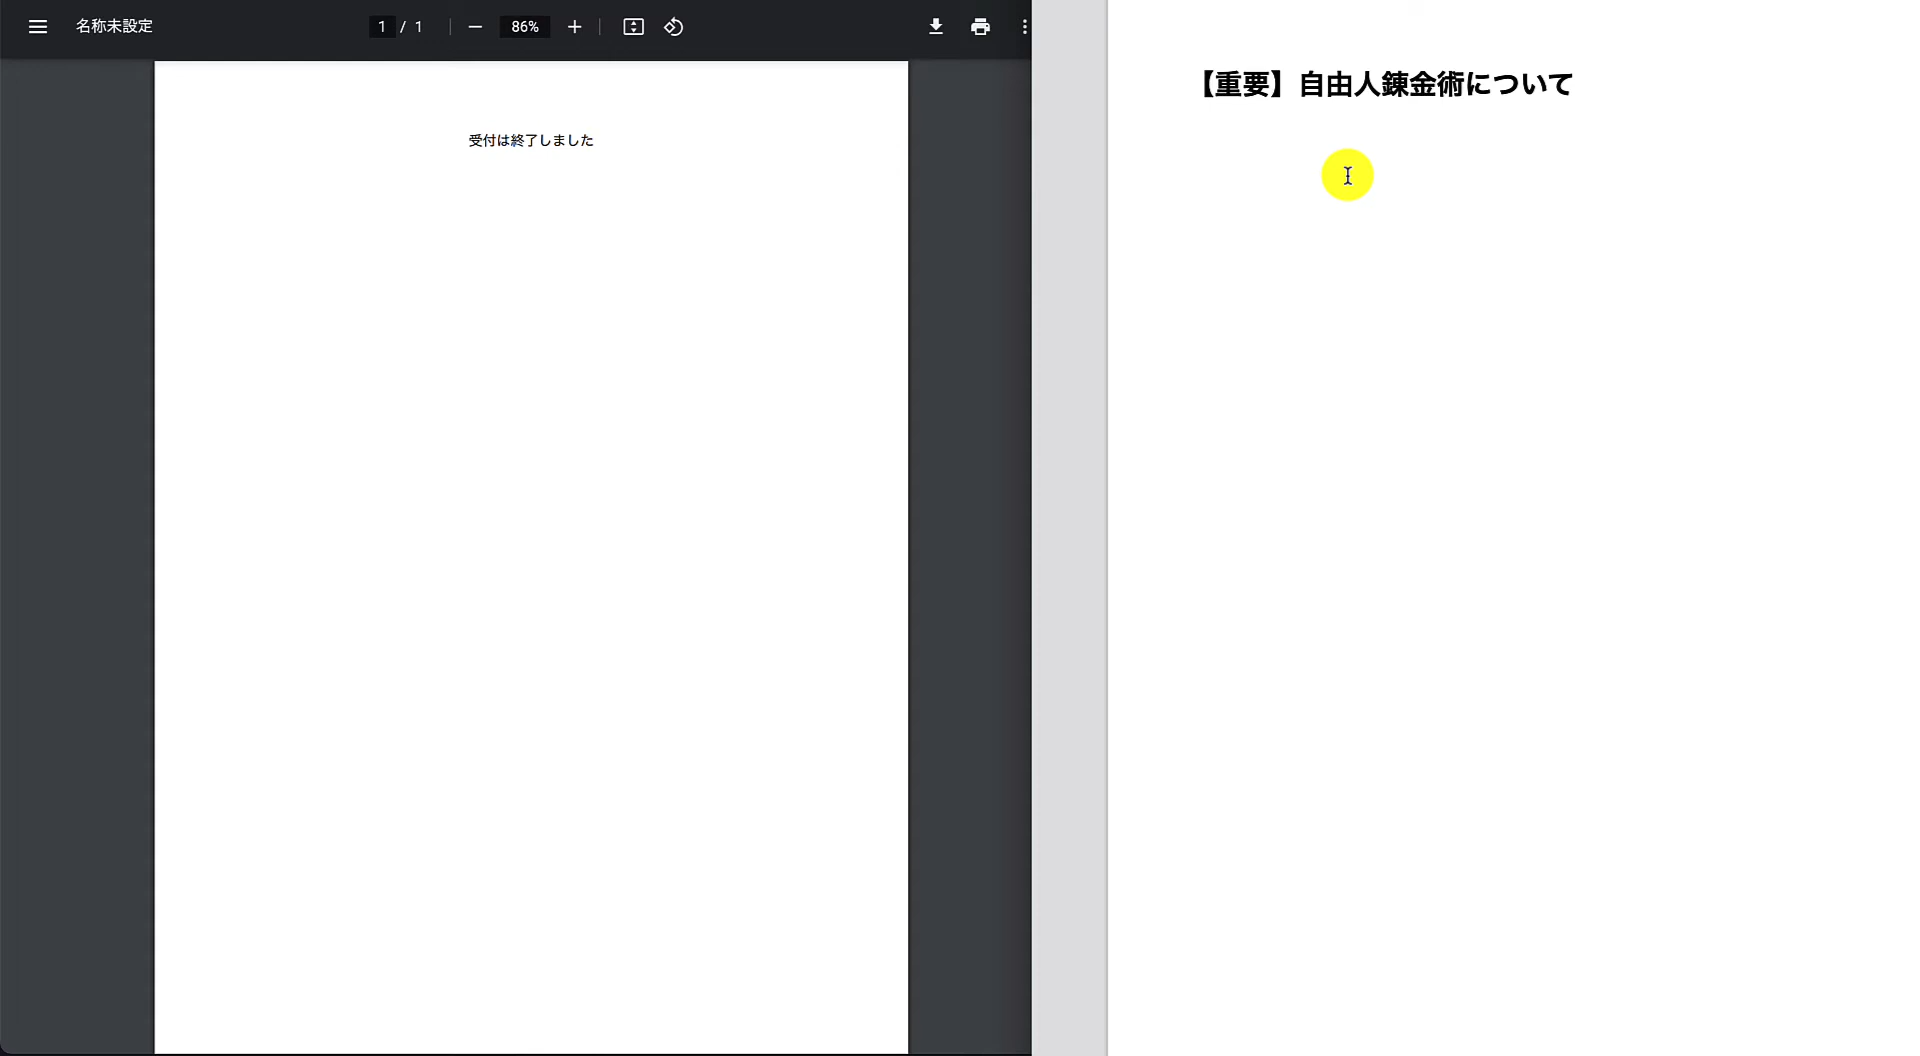 名称未設定
1 / 1
86%
受付は終了しました
【重要】自由人錬金術について